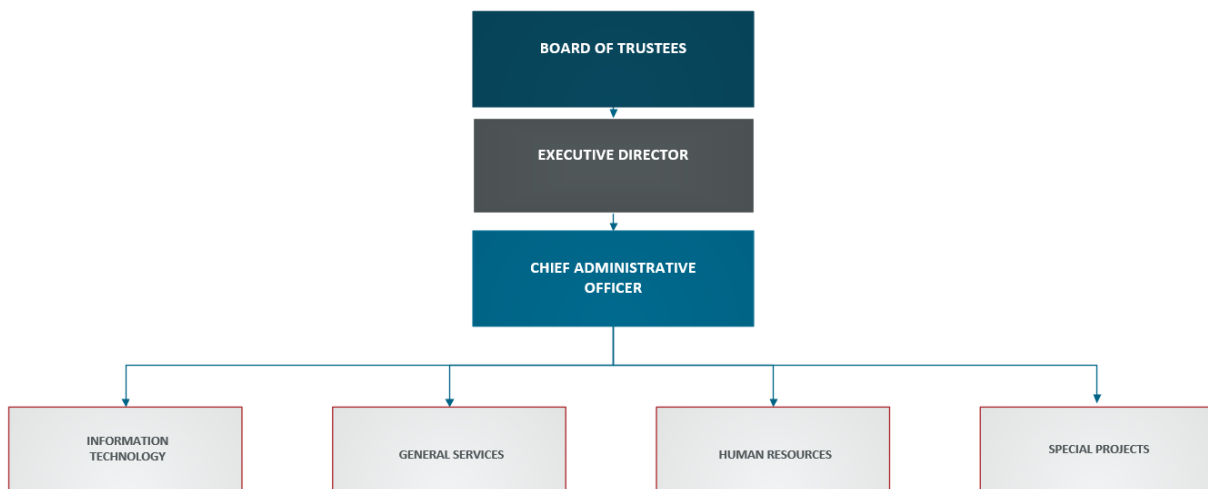 BOARD OF TRUSTEES
EXECUTIVE DIRECTOR
CHIEF ADMINISTRATIVE
OFFICER
INFORMATION
TECHNOLOGY
GENERAL SERVICES
HUMAN RESOURCES
SPECIAL PROJECTS